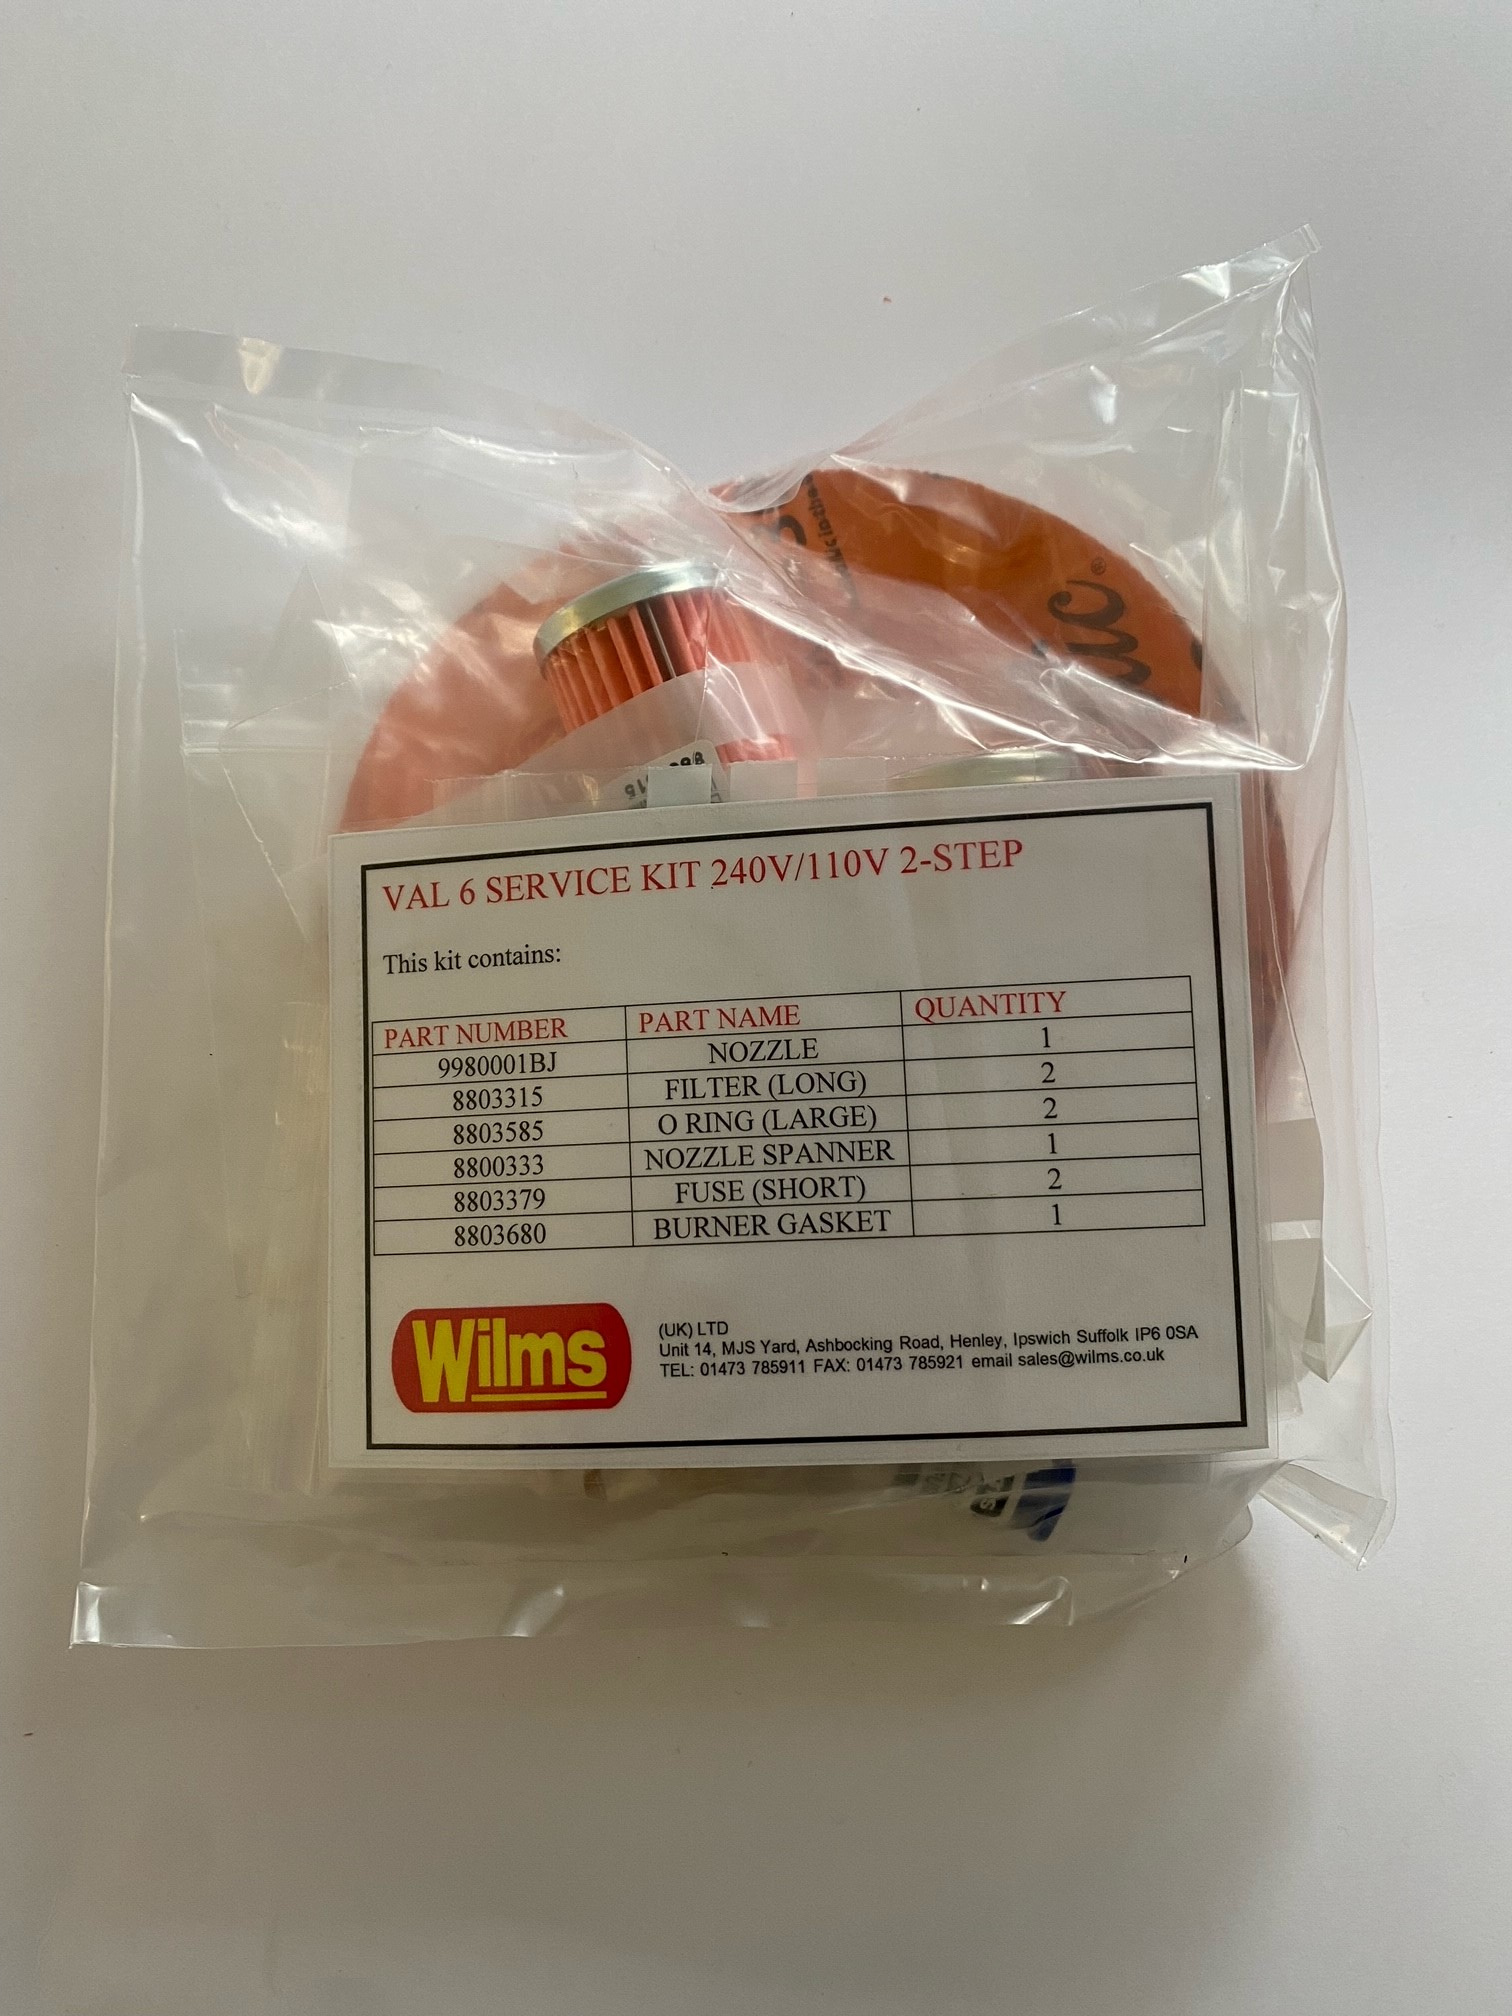 uc®
VAL 6 SERVICE KIT 240V/110V 2-STEP
This kit contains:
PART NUMBER PART NAME QUANTITY
9980001BJ NOZZLE 1
8803315 FILTER (LONG) 2
8803585 O RING (LARGE) 2
8800333 NOZZLE SPANNER 1
8803379 FUSE (SHORT) 2
8803680 BURNER GASKET 1
Wilms
(UK) LTD
Unit 14, MJS Yard, Ashbocking Road, Henley, Ipswich Suffolk IP6 0SA
TEL: 01473 785911 FAX: 01473 785921 email sales@wilms.co.uk